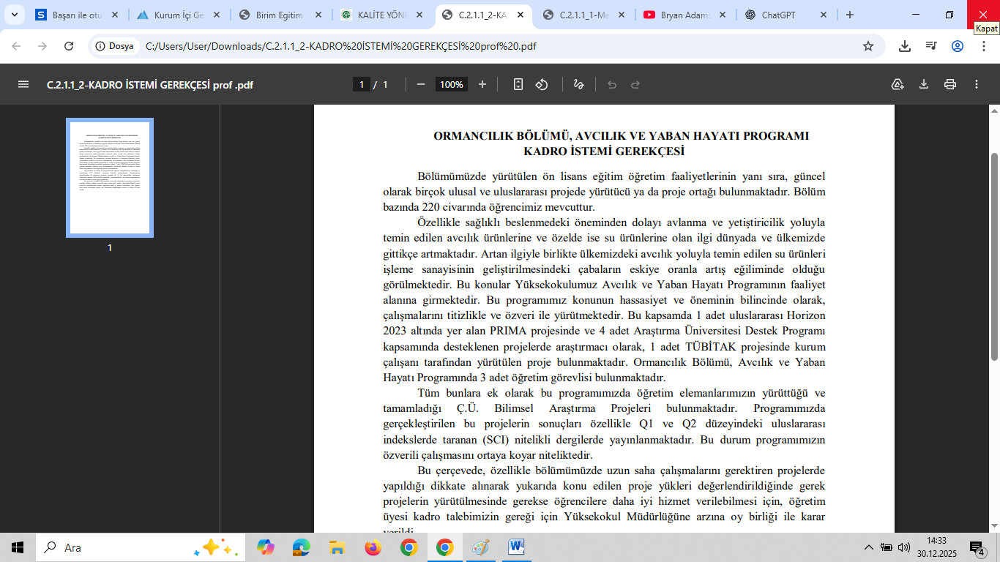 Başarı ile otu
Kurum İçi Ge
Birim Egitim
KALİTE YÖNE
C.2.1.1_2-KA
C.2.1.1_1-Me
Bryan Adam
ChatGPT
Kapat
Dosya
C:/Users/User/Downloads/C.2.1.1_2-KADRO%20İSTEMİ%20GEREKÇESİ%20prof%20.pdf
C.2.1.1_2-KADRO İSTEMİ GEREKÇESİ prof .pdf
1 / 1
100%
1
ORMANCILIK BÖLÜMÜ, AVCILIK VE YABAN HAYATI PROGRAMI
KADRO İSTEMİ GEREKÇESİ
Bölümümüzde yürütülen ön lisans eğitim öğretim faaliyetlerinin yanı sıra, güncel
olarak birçok ulusal ve uluslararası projede yürütücü ya da proje ortağı bulunmaktadır. Bölüm
bazında 220 civarında öğrencimiz mevcuttur.
Özellikle sağlıklı beslenmedeki öneminden dolayı avlanma ve yetiştiricilik yoluyla
temin edilen avcılık ürünlerine ve özelde ise su ürünlerine olan ilgi dünyada ve ülkemizde
gittikçe artmaktadır. Artan ilgiyle birlikte ülkemizdeki avcılık yoluyla temin edilen su ürünleri
işleme sanayisinin geliştirilmesindeki çabaların eskiye oranla artış eğiliminde olduğu
görülmektedir. Bu konular Yüksekokulumuz Avcılık ve Yaban Hayatı Programının faaliyet
alanına girmektedir. Bu programımız konunun hassasiyet ve öneminin bilincinde olarak,
çalışmalarını titizlikle ve özveri ile yürütmektedir. Bu kapsamda 1 adet uluslararası Horizon
2023 altında yer alan PRIMA projesinde ve 4 adet Araştırma Üniversitesi Destek Programı
kapsamında desteklenen projelerde araştırmacı olarak, 1 adet TÜBİTAK projesinde kurum
çalışanı tarafından yürütülen proje bulunmaktadır. Ormancılık Bölümü, Avcılık ve Yaban
Hayatı Programında 3 adet öğretim görevlisi bulunmaktadır.
Tüm bunlara ek olarak bu programımızda öğretim elemanlarımızın yürüttüğü ve
tamamladığı Ç.Ü. Bilimsel Araştırma Projeleri bulunmaktadır. Programımızda
gerçekleştirilen bu projelerin sonuçları özellikle Q1 ve Q2 düzeyindeki uluslararası
indekslerde taranan (SCI) nitelikli dergilerde yayınlanmaktadır. Bu durum programımızın
özverili çalışmasını ortaya koyar niteliktedir.
Bu çerçevede, özellikle bölümümüzde uzun saha çalışmalarını gerektiren projelerde
yapıldığı dikkate alınarak yukarıda konu edilen proje yükleri değerlendirildiğinde gerek
projelerin yürütülmesinde gerekse öğrencilere daha iyi hizmet verilebilmesi için, öğretim
üyesi kadro talebimizin gereği için Yüksekokul Müdürlüğüne arzına oy birliği ile karar
verildi.
Ara
14:33
30.12.2025
4